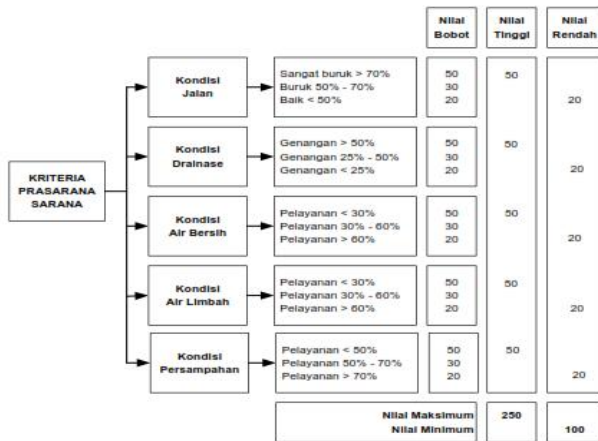 Nilai Bobot
Nilai Tinggi
Nilai Rendah
KRITERIA
PRASARANA
SARANA
Kondisi
Jalan
Sangat buruk > 70% 50 50
Buruk 50% - 70% 30
Baik < 50% 20 20
Kondisi
Drainase
Genangan > 50% 50 50
Genangan 25% - 50% 30
Genangan < 25% 20 20
Kondisi
Air Bersih
Pelayanan < 30% 50 50
Pelayanan 30% - 60% 30
Pelayanan > 60% 20 20
Kondisi
Air Limbah
Pelayanan < 30% 50 50
Pelayanan 30% - 60% 30
Pelayanan > 60% 20 20
Kondisi
Persampahan
Pelayanan < 50% 50 50
Pelayanan 50% - 70% 30
Pelayanan > 70% 20 20
Nilai Maksimum 250
Nilai Minimum 100